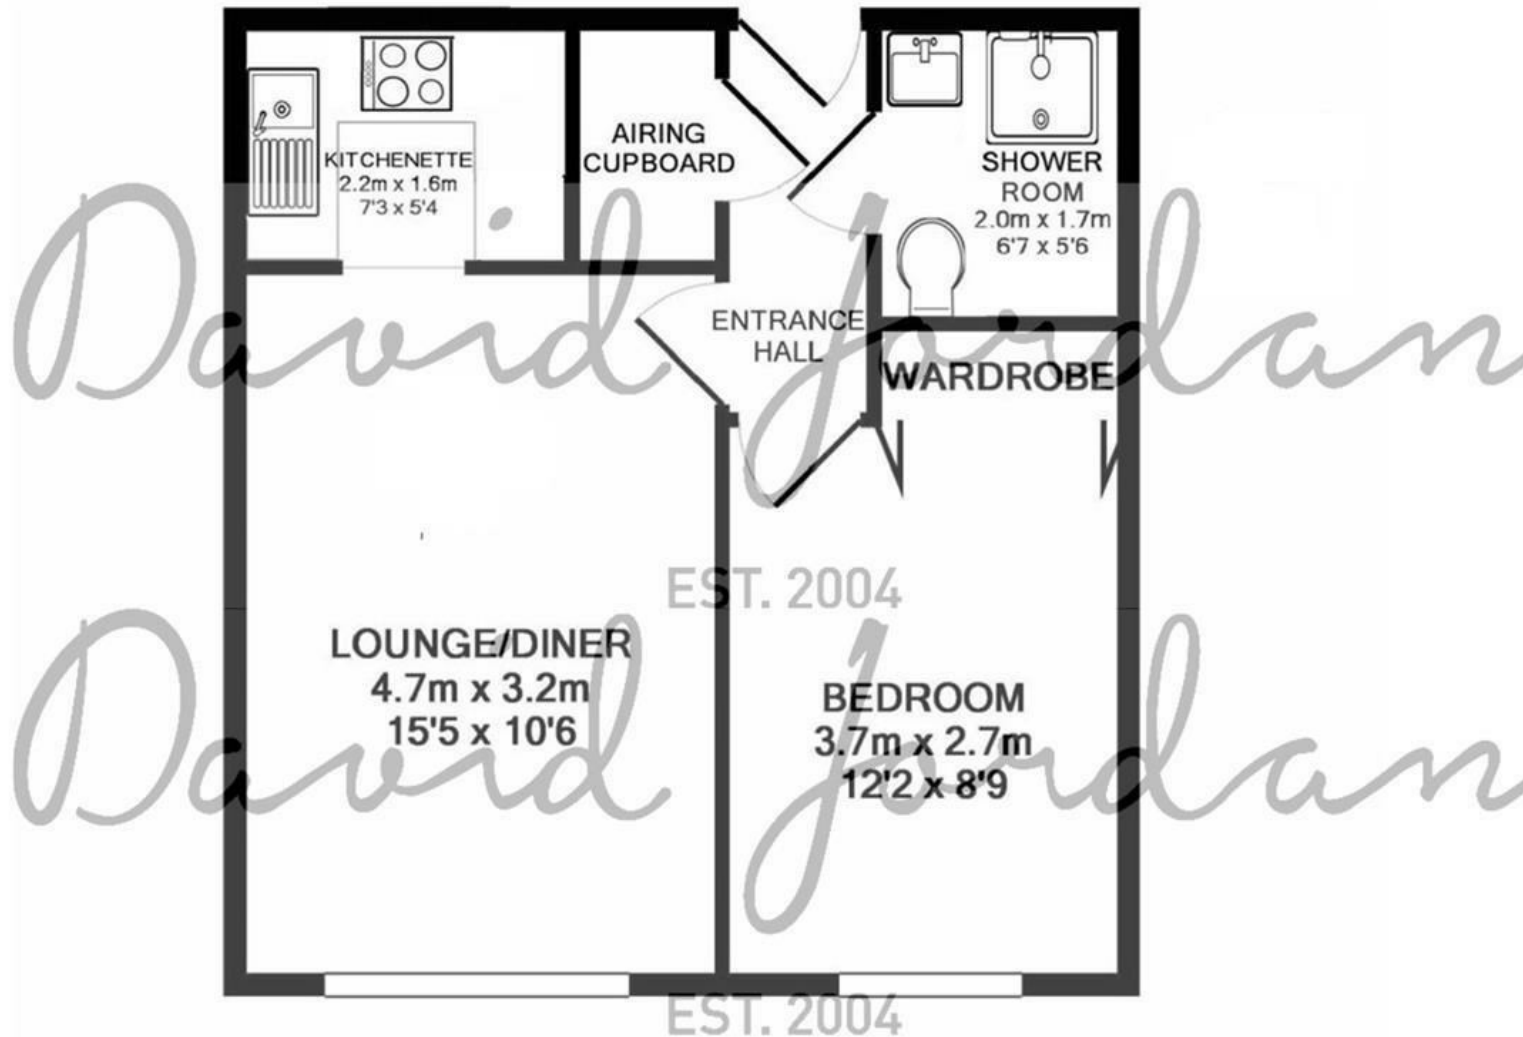 KITCHENETTE
2.2m x 1.6m
7'3 x 5'4
AIRING
CUPBOARD
SHOWER
ROOM
2.0m x 1.7m
6'7 x 5'6
ENTRANCE
HALL
WARDROBE
David Jordan
EST. 2004
LOUNGE/DINER
4.7m x 3.2m
15'5 x 10'6
BEDROOM
3.7m x 2.7m
12'2 x 8'9
David Jordan
EST. 2004